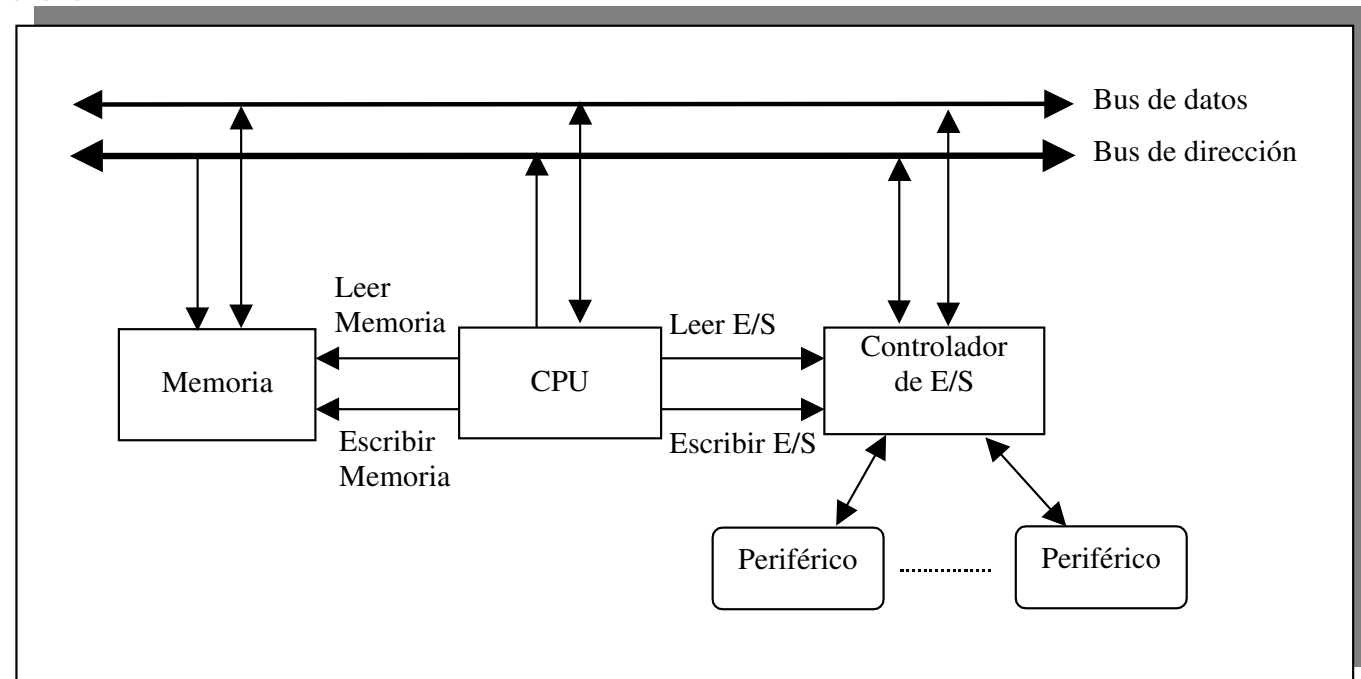 Bus de datos
Bus de dirección
Leer
Memoria
Leer E/S
Controlador
de E/S
Memoria
CPU
Escribir
Memoria
Escribir E/S
Periférico
Periférico